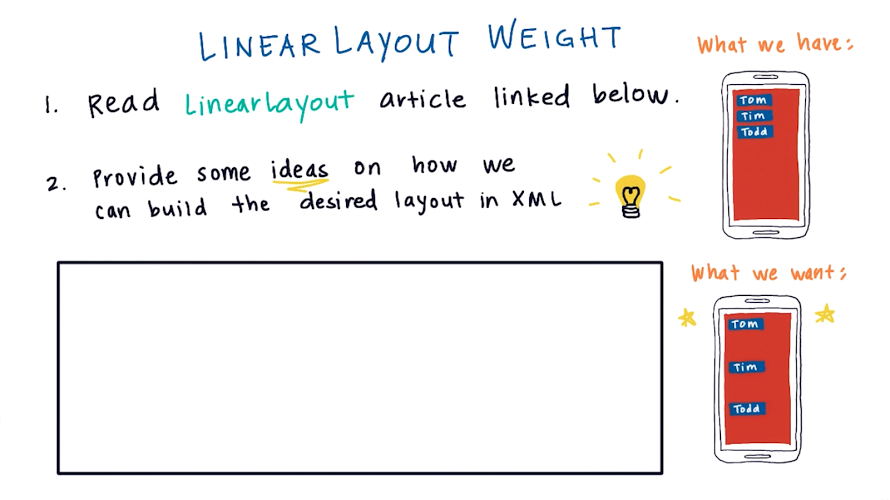 LINEAR LAYOUT WEIGHT
What we have:
1. Read LinearLayout article linked below.
Tom
Tim
Todd
2. Provide some ideas on how we
can build the desired layout in XML
What we want:
Tom
Tim
Todd